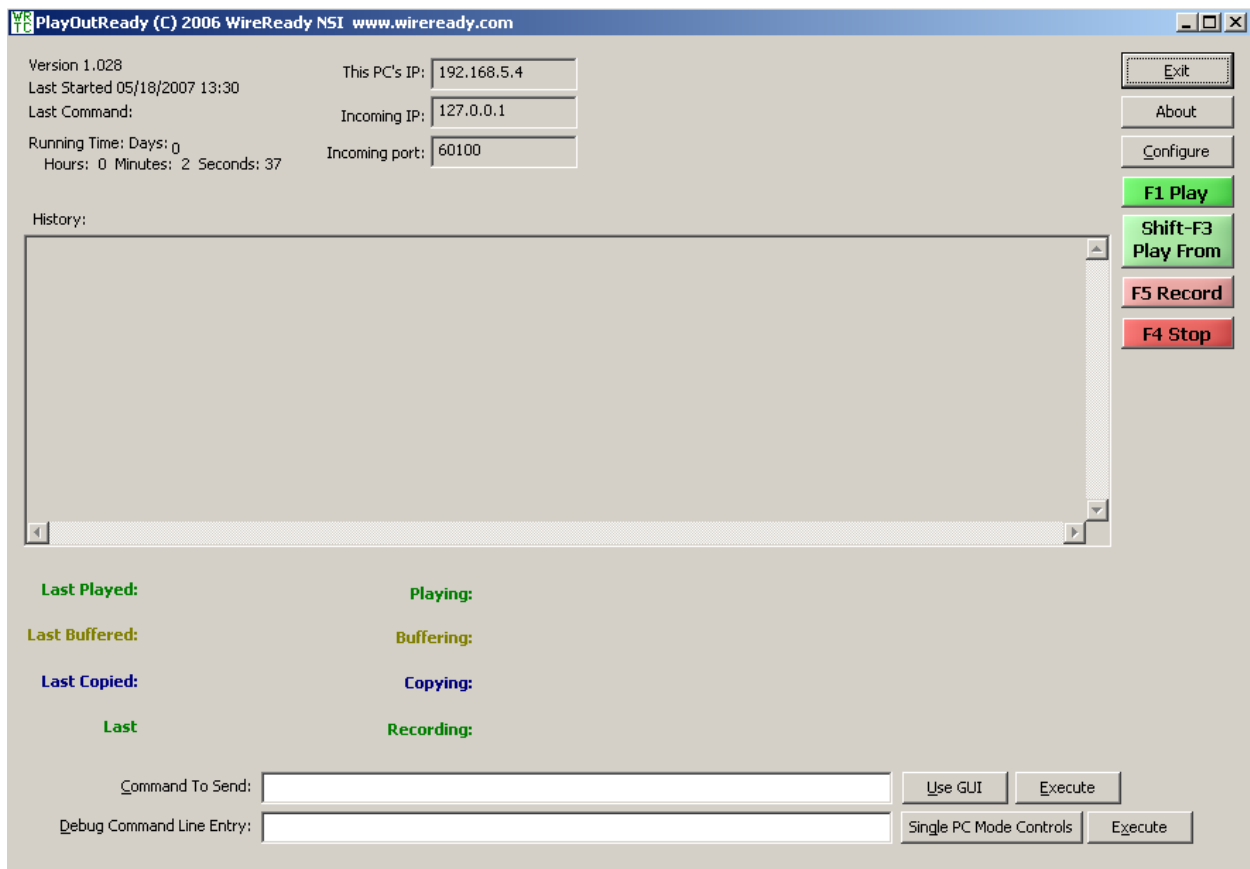 WR TC PlayOutReady (C) 2006 WireReady NSI www.wireready.com
Version 1.028
Last Started 05/18/2007 13:30
Last Command:
Running Time: Days: 0
Hours: 0 Minutes: 2 Seconds: 37
This PC's IP: 192.168.5.4
Incoming IP: 127.0.0.1
Incoming port: 60100
Exit
About
Configure
F1 Play
Shift-F3
Play From
F5 Record
F4 Stop
History:
Last Played: Playing:
Last Buffered: Buffering:
Last Copied: Copying:
Last Recording:
Command To Send: Use GUI Execute
Debug Command Line Entry: Single PC Mode Controls Execute